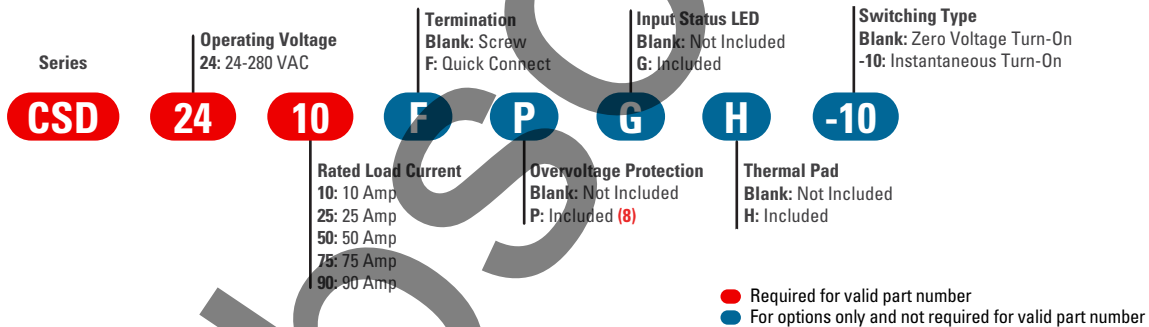 Series
Operating Voltage
24: 24-280 VAC
Termination
Blank: Screw
F: Quick Connect
Input Status LED
Blank: Not Included
G: Included
Switching Type
Blank: Zero Voltage Turn-On
-10: Instantaneous Turn-On
CSD 24 10 F P G H -10
Rated Load Current
10: 10 Amp
25: 25 Amp
50: 50 Amp
75: 75 Amp
90: 90 Amp
Overvoltage Protection
Blank: Not Included
P: Included (8)
Thermal Pad
Blank: Not Included
H: Included
Required for valid part number
For options only and not required for valid part number